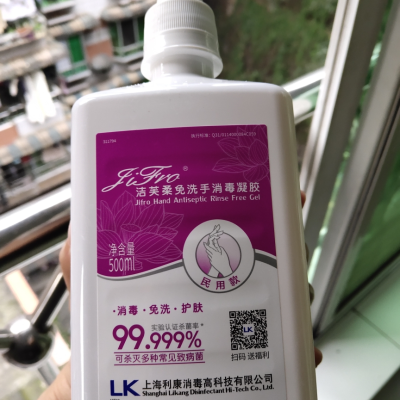 JiFro®
洁芙柔免洗手消毒凝胶
Jifro Hand Antiseptic Rinse Free Gel
净含量
500ml
民用款
·消毒·免洗·护肤
实验认证杀菌率*
99.999%
可杀灭多种常见致病菌
LK
扫码 送福利
LK 上海利康消毒高科技有限公司
Shanghai Likang Disinfectant Hi-Tech Co., Ltd.